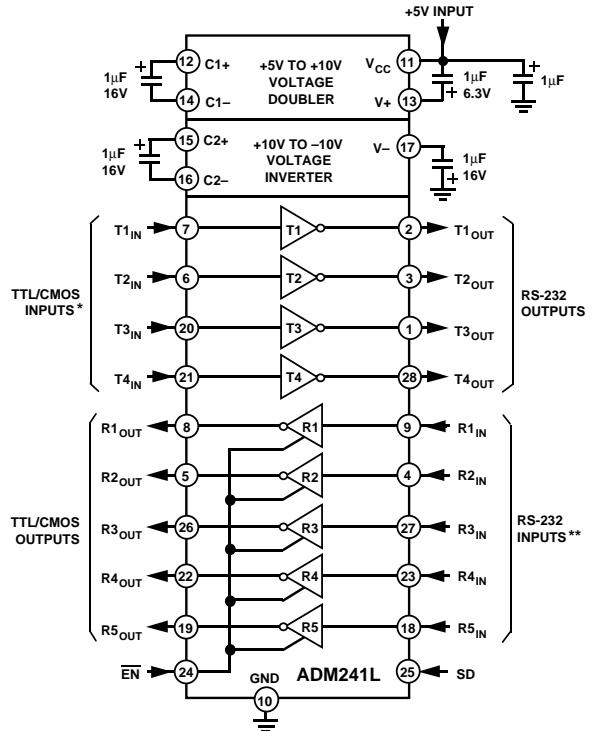 +5V INPUT
12 C1+ +5V TO +10V VCC 11
1µF 16V VOLTAGE DOUBLER 1µF 6.3V 1µF
14 C1– V+ 13
15 C2+ +10V TO –10V
1µF 16V VOLTAGE INVERTER V– 17 1µF 16V
16 C2–
T1IN 7 T1 2 T1OUT
T2IN 6 T2 3 T2OUT
TTL/CMOS INPUTS* RS-232 OUTPUTS
T3IN 20 T3 1 T3OUT
T4IN 21 T4 28 T4OUT
R1OUT 8 R1 9 R1IN
R2OUT 5 R2 4 R2IN
TTL/CMOS OUTPUTS R3OUT 26 R3 27 R3IN RS-232 INPUTS**
R4OUT 22 R4 23 R4IN
R5OUT 19 R5 18 R5IN
EN 24 GND ADM241L 25 SD
10